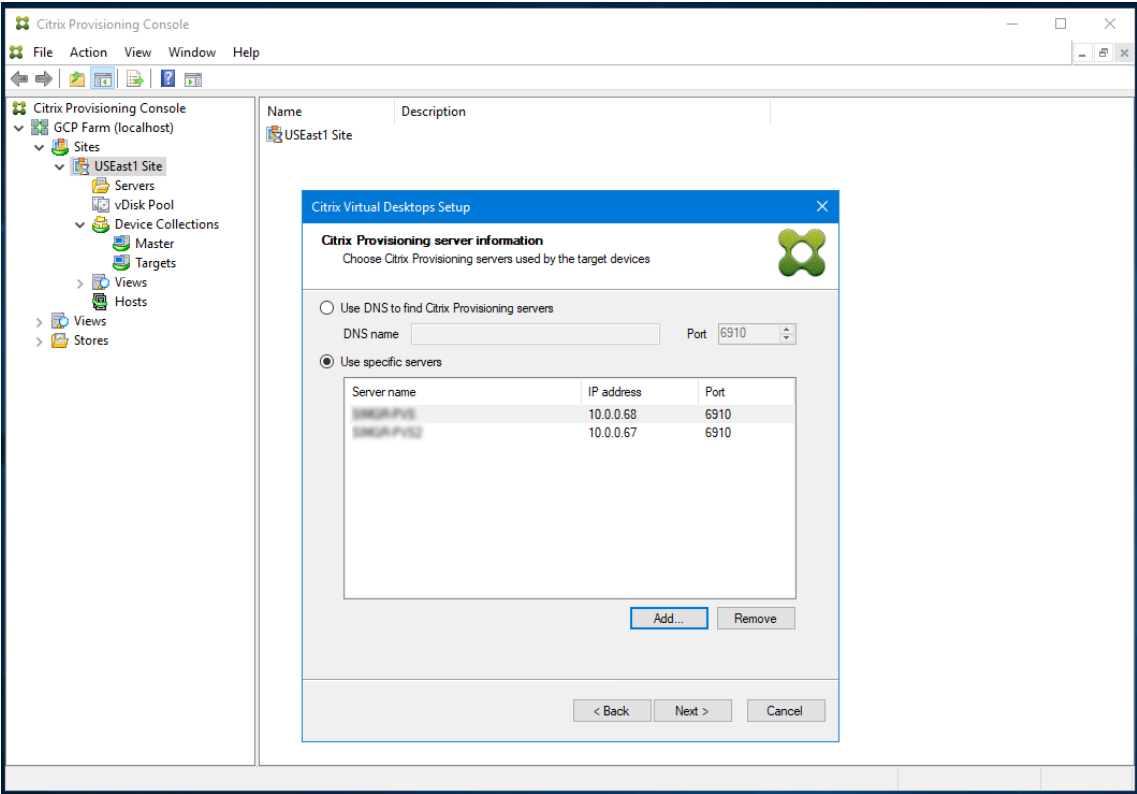 Citrix Provisioning Console
File Action View Window Help
Citrix Provisioning Console
GCP Farm (localhost)
Sites
USEast1 Site
Servers
vDisk Pool
Device Collections
Master
Targets
Views
Hosts
Views
Stores
Name Description
USEast1 Site
Citrix Virtual Desktops Setup
Citrix Provisioning server information
Choose Citrix Provisioning servers used by the target devices
Use DNS to find Citrix Provisioning servers
DNS name Port 6910
Use specific servers
Server name IP address Port
10.0.0.68 6910
10.0.0.67 6910
Add... Remove
< Back Next > Cancel